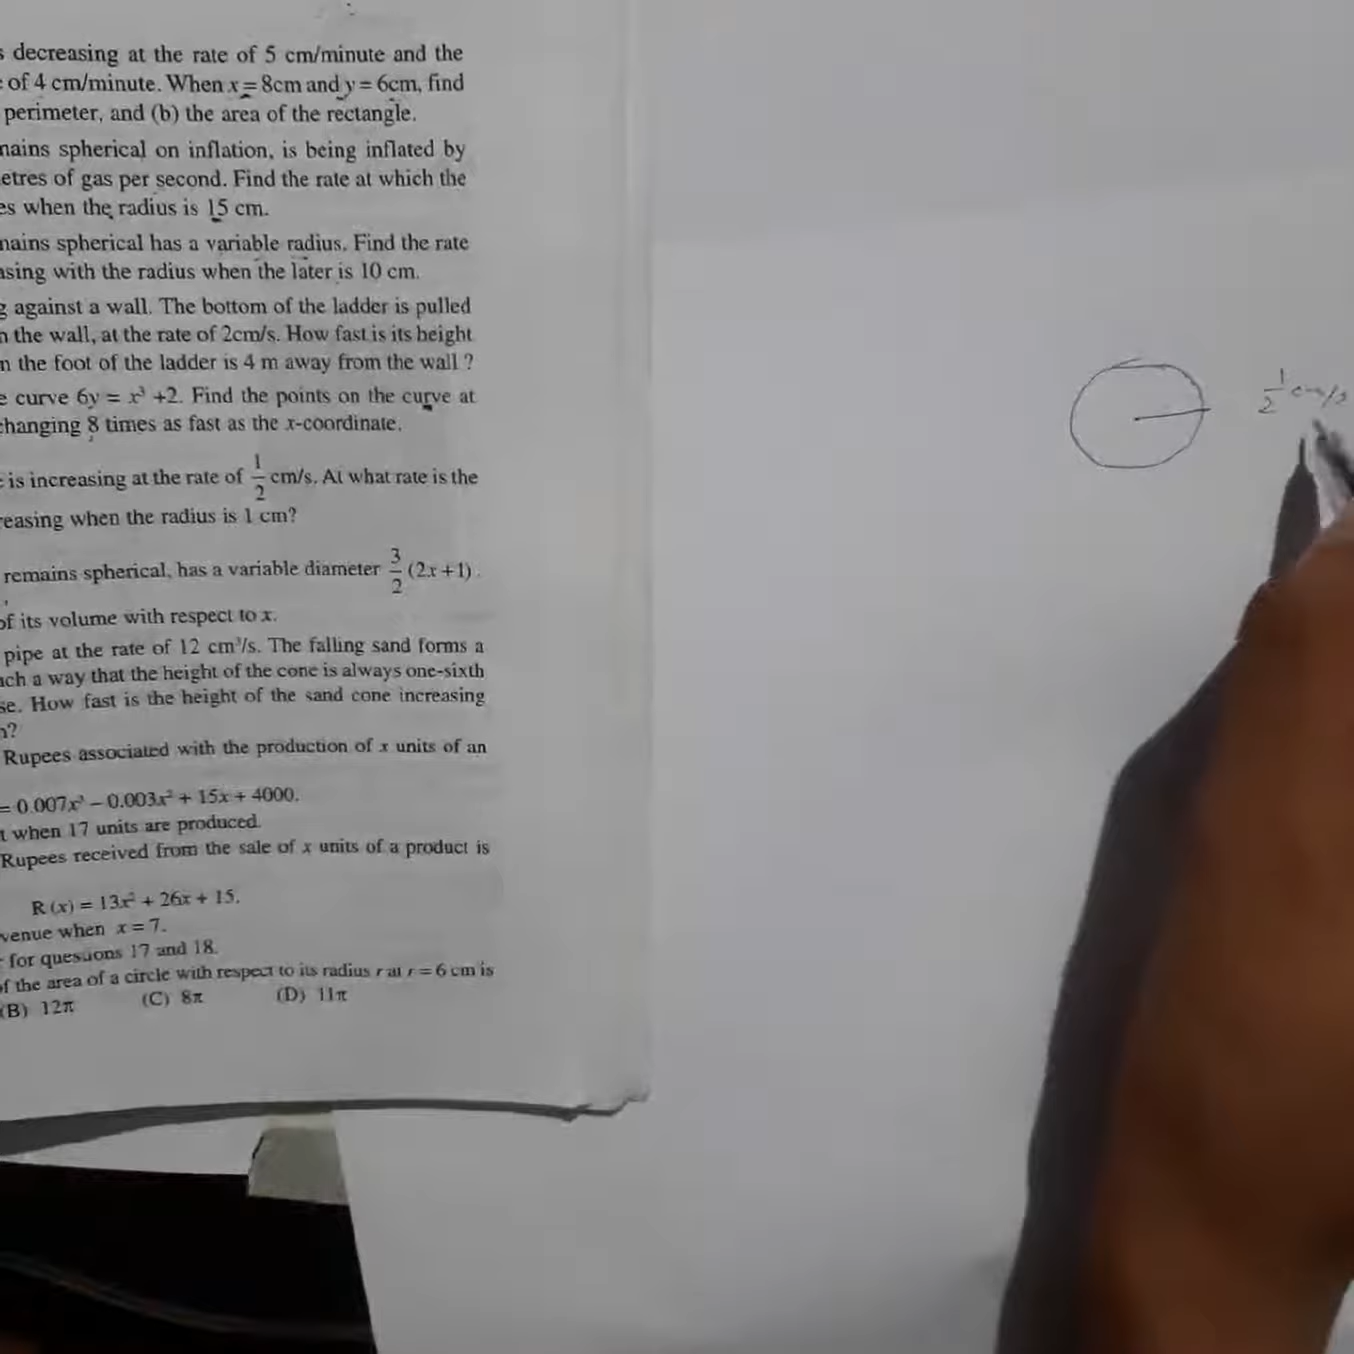 decreasing at the rate of 5 cm/minute and the
of 4 cm/minute. When x = 8cm and y = 6cm, find
perimeter, and (b) the area of the rectangle.
mains spherical on inflation, is being inflated by
etres of gas per second. Find the rate at which the
es when the radius is 15 cm.
mains spherical has a variable radius. Find the rate
asing with the radius when the later is 10 cm.
g against a wall. The bottom of the ladder is pulled
the wall, at the rate of 2cm/s. How fast is its height
the foot of the ladder is 4 m away from the wall ?
e curve 6y = x³ +2. Find the points on the curve at
changing 8 times as fast as the x-coordinate.
is increasing at the rate of 1/2 cm/s. At what rate is the
reasing when the radius is 1 cm?
remains spherical, has a variable diameter 3/2 (2x+1) .
of its volume with respect to x.
pipe at the rate of 12 cm³/s. The falling sand forms a
uch a way that the height of the cone is always one-sixth
se. How fast is the height of the sand cone increasing
Rupees associated with the production of x units of an
= 0.007x³ – 0.003x² + 15x + 4000.
t when 17 units are produced.
Rupees received from the sale of x units of a product is
R (x) = 13x² + 26x + 15.
venue when x = 7.
for questions 17 and 18.
of the area of a circle with respect to its radius r at r = 6 cm is
(B) 12π (C) 8π (D) 11π
1/2 cm/s